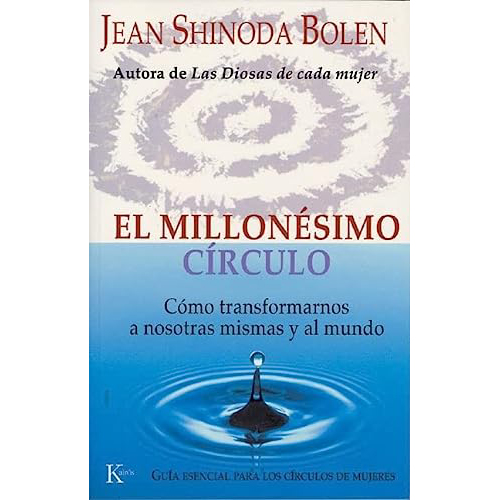 JEAN SHINODA BOLEN
Autora de Las Diosas de cada mujer
EL MILLONÉSIMO
CÍRCULO
Cómo transformarnos
a nosotras mismas y al mundo
Kairós
GUÍA ESENCIAL PARA LOS CÍRCULOS DE MUJERES